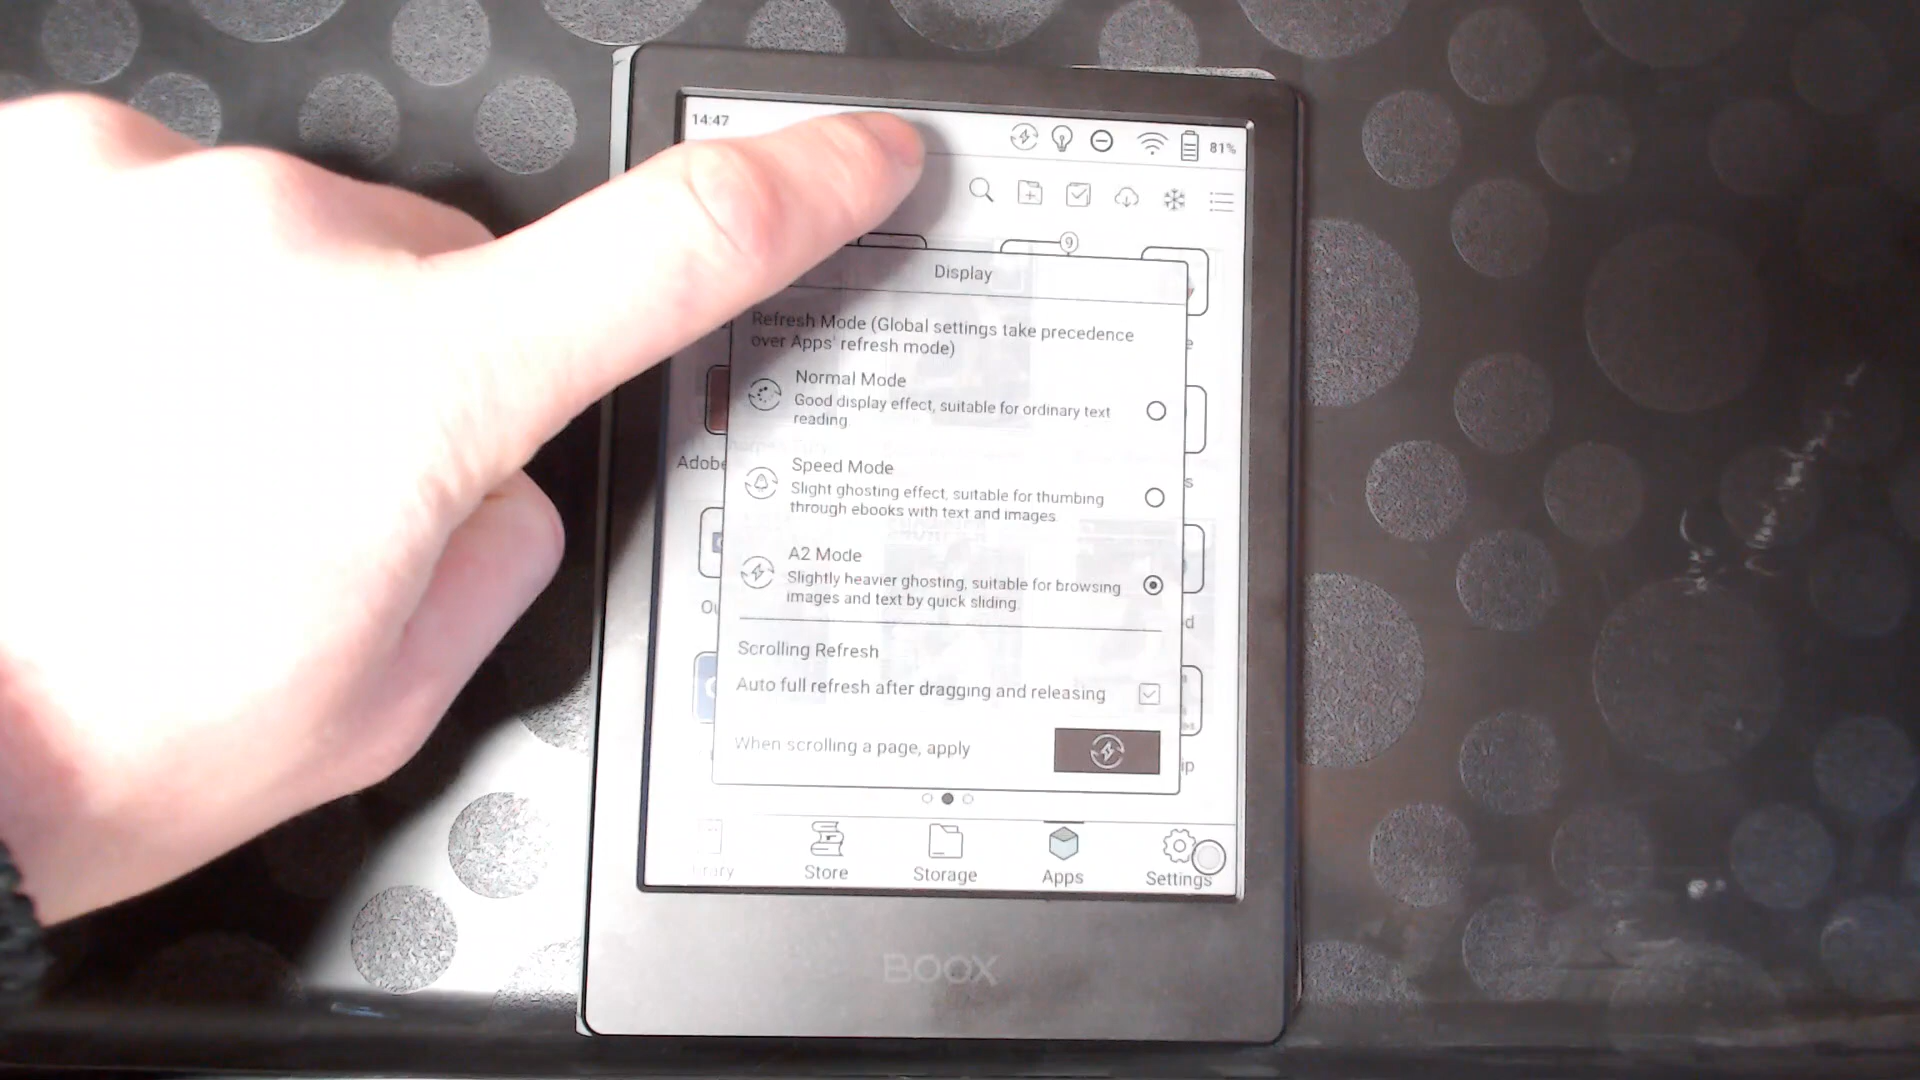 14:47
81%
9
Display
Refresh Mode (Global settings take precedence
over Apps' refresh mode)
Normal Mode
Good display effect, suitable for ordinary text
reading.
Adobe
Speed Mode
Slight ghosting effect, suitable for thumbing
through ebooks with text and images.
s
A2 Mode
Slightly heavier ghosting, suitable for browsing
images and text by quick sliding.
d
Scrolling Refresh
Auto full refresh after dragging and releasing
When scrolling a page, apply
ip
Store
Storage
Apps
Settings
BOOX